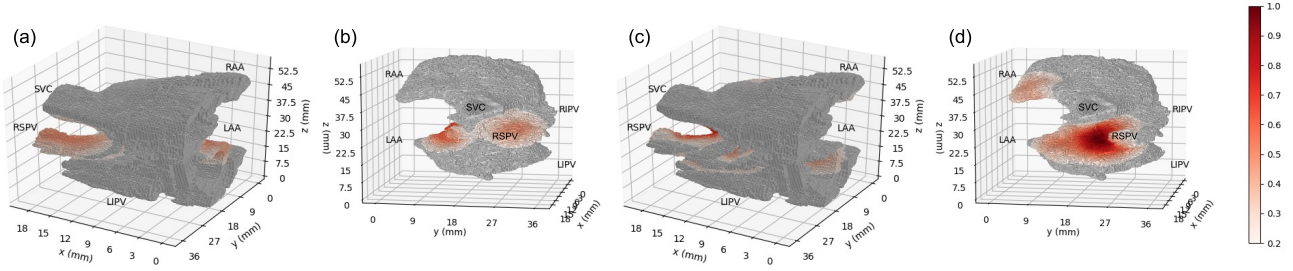 (a)
SVC
RAA
RSPV
LAA
LIPV
52.5
45
37.5
30
22.5
15
7.5
0
z (mm)
18
15
12
9
6
3
0
x (mm)
0
9
18
27
36
y (mm)
(b)
RAA
SVC
RIPV
LAA
RSPV
LIPV
52.5
45
37.5
30
22.5
15
7.5
0
z (mm)
0
9
18
27
36
y (mm)
x (mm)
(c)
SVC
RAA
RSPV
LAA
LIPV
52.5
45
37.5
30
22.5
15
7.5
0
z (mm)
18
15
12
9
6
3
0
x (mm)
0
9
18
27
36
y (mm)
(d)
RAA
SVC
RIPV
LAA
RSPV
LIPV
52.5
45
37.5
30
22.5
15
7.5
0
z (mm)
0
9
18
27
36
y (mm)
x (mm)
1.0
0.9
0.8
0.7
0.6
0.5
0.4
0.3
0.2